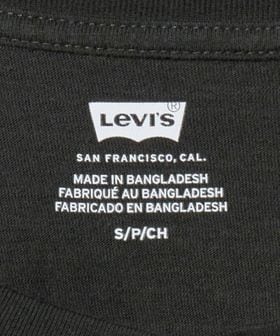 Levi's®
SAN FRANCISCO, CAL.
MADE IN BANGLADESH
FABRIQUÉ AU BANGLADESH
FABRICADO EN BANGLADESH
S/P/CH